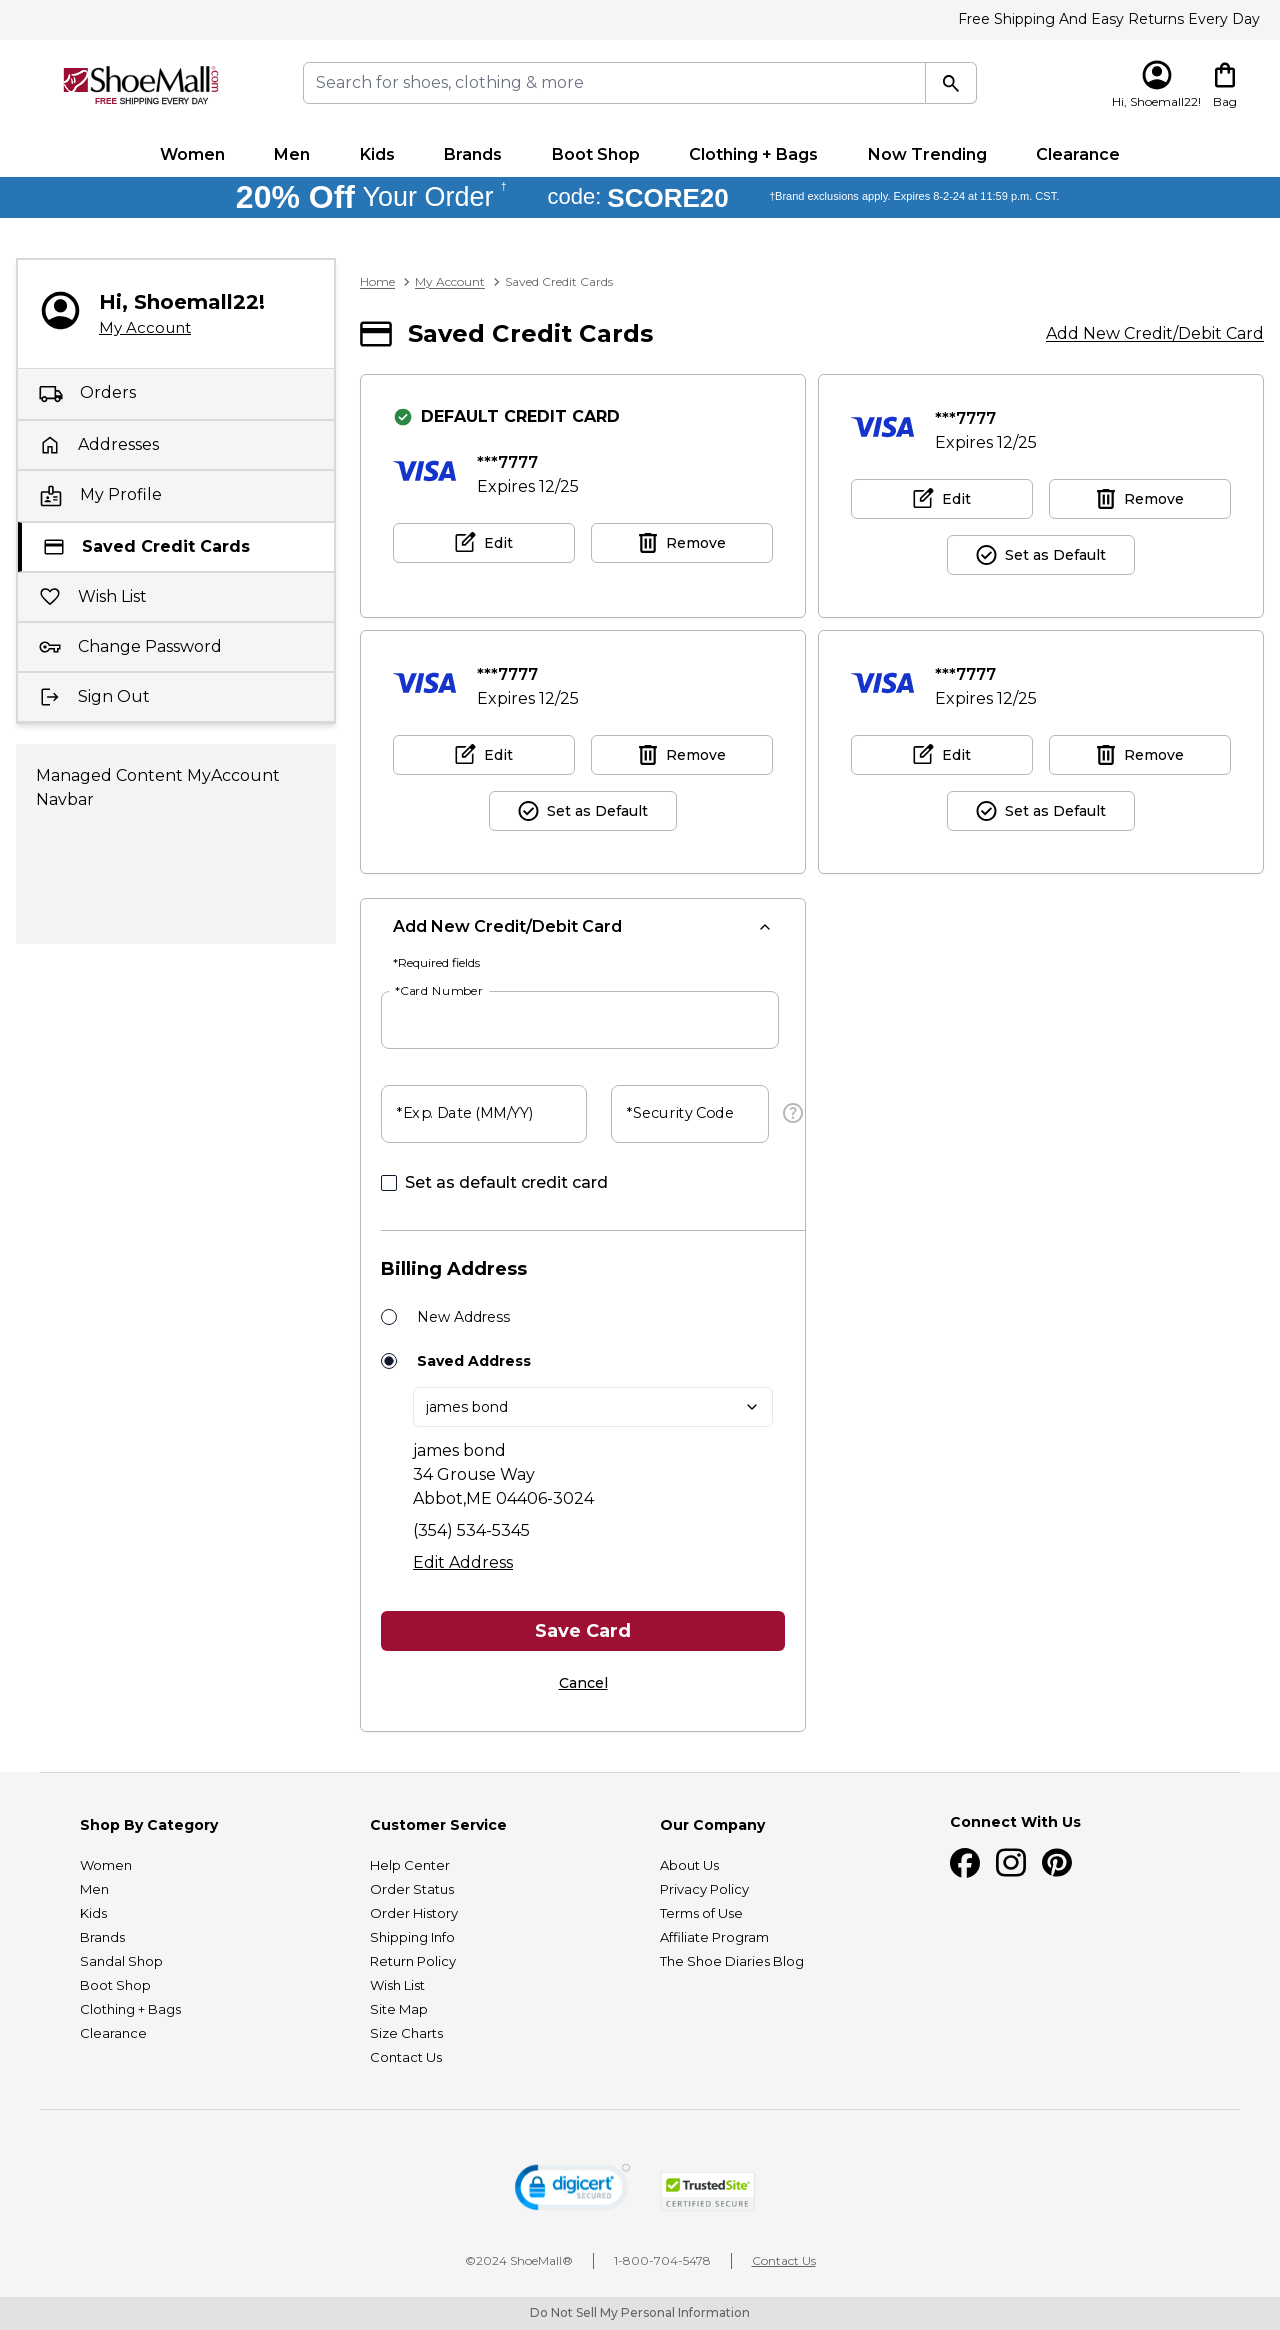 Free Shipping And Easy Returns Every Day
ShoeMall®.com
FREE SHIPPING EVERY DAY
Search for shoes, clothing & more
Hi, Shoemall22!
Bag
Women Men Kids Brands Boot Shop Clothing + Bags Now Trending Clearance
20% Off Your Order † code: SCORE20 †Brand exclusions apply. Expires 8-2-24 at 11:59 p.m. CST.
Hi, Shoemall22!
My Account
Orders
Addresses
My Profile
Saved Credit Cards
Wish List
Change Password
Sign Out
Managed Content MyAccount
Navbar
Home > My Account > Saved Credit Cards
Saved Credit Cards
Add New Credit/Debit Card
DEFAULT CREDIT CARD
VISA
***7777
Expires 12/25
Edit
Remove
VISA
***7777
Expires 12/25
Edit
Remove
Set as Default
VISA
***7777
Expires 12/25
Edit
Remove
Set as Default
VISA
***7777
Expires 12/25
Edit
Remove
Set as Default
Add New Credit/Debit Card
*Required fields
*Card Number
*Exp. Date (MM/YY)
*Security Code
?
Set as default credit card
Billing Address
New Address
Saved Address
james bond
james bond
34 Grouse Way
Abbot,ME 04406-3024
(354) 534-5345
Edit Address
Save Card
Cancel
Shop By Category
Women
Men
Kids
Brands
Sandal Shop
Boot Shop
Clothing + Bags
Clearance
Customer Service
Help Center
Order Status
Order History
Shipping Info
Return Policy
Wish List
Site Map
Size Charts
Contact Us
Our Company
About Us
Privacy Policy
Terms of Use
Affiliate Program
The Shoe Diaries Blog
Connect With Us
digicert
SECURED
TrustedSite
CERTIFIED SECURE
©2024 ShoeMall®
1-800-704-5478
Contact Us
Do Not Sell My Personal Information